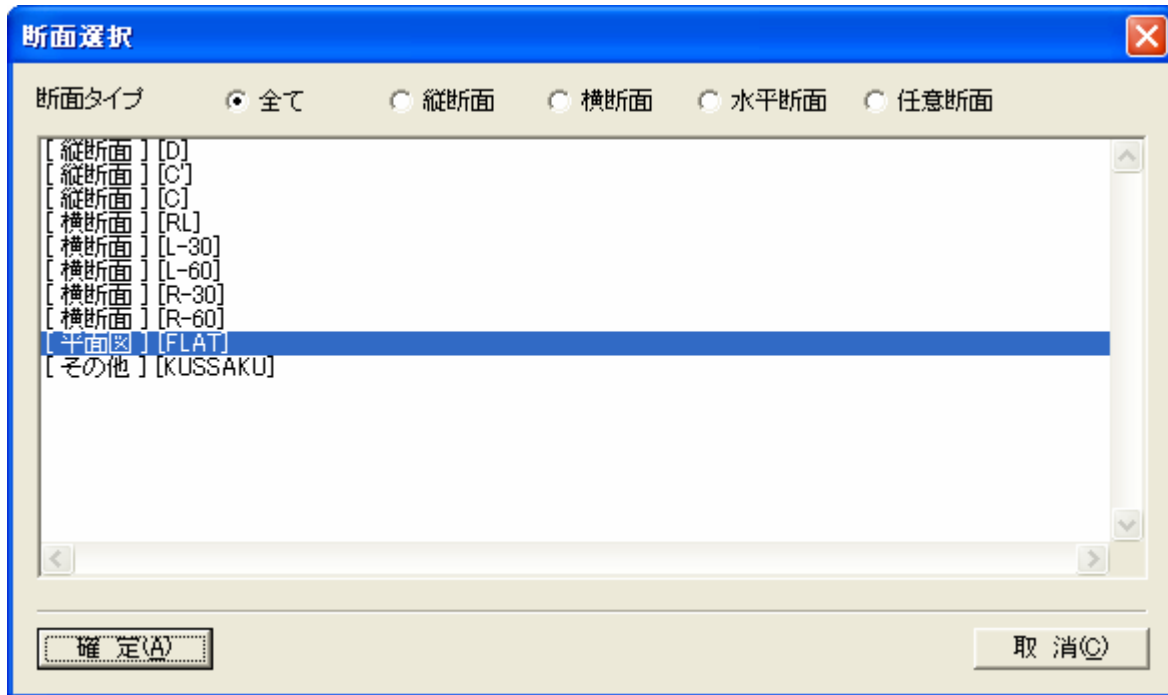 断面選択
断面タイプ 全て 縦断面 横断面 水平断面 任意断面
[ 縦断面 ] [D]
[ 縦断面 ] [C']
[ 縦断面 ] [C]
[ 横断面 ] [RL]
[ 横断面 ] [L-30]
[ 横断面 ] [L-60]
[ 横断面 ] [R-30]
[ 横断面 ] [R-60]
[ 平面図 ] [FLAT]
[ その他 ] [KUSSAKU]
確 定(A) 取 消(C)